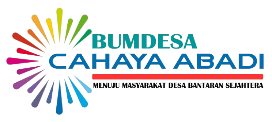 BUMDESA
CAHAYA ABADI
MENUJU MASYARAKAT DESA BANTARAN SEJAHTERA